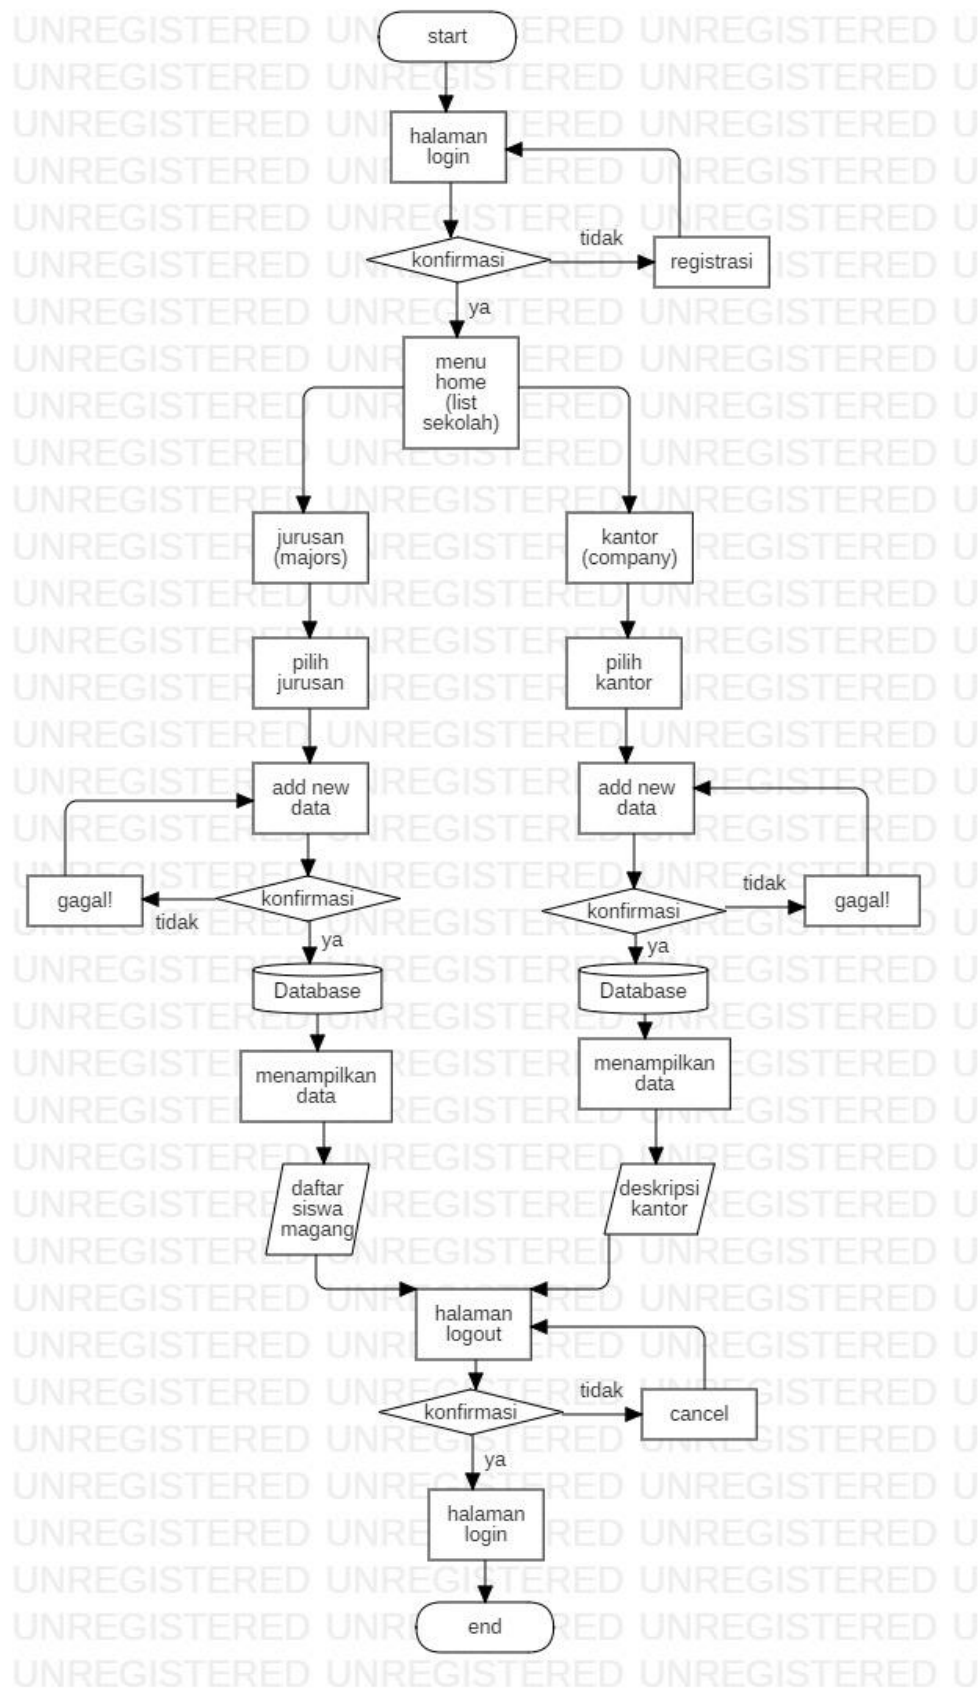 start
halaman
login
konfirmasi
tidak
registrasi
ya
menu
home
(list
sekolah)
jurusan
(majors)
kantor
(company)
pilih
jurusan
pilih
kantor
add new
data
add new
data
gagal!
tidak
konfirmasi
ya
konfirmasi
tidak
gagal!
ya
Database
Database
menampilkan
data
menampilkan
data
daftar
siswa
magang
deskripsi
kantor
halaman
logout
konfirmasi
tidak
cancel
ya
halaman
login
end
UNREGISTERED